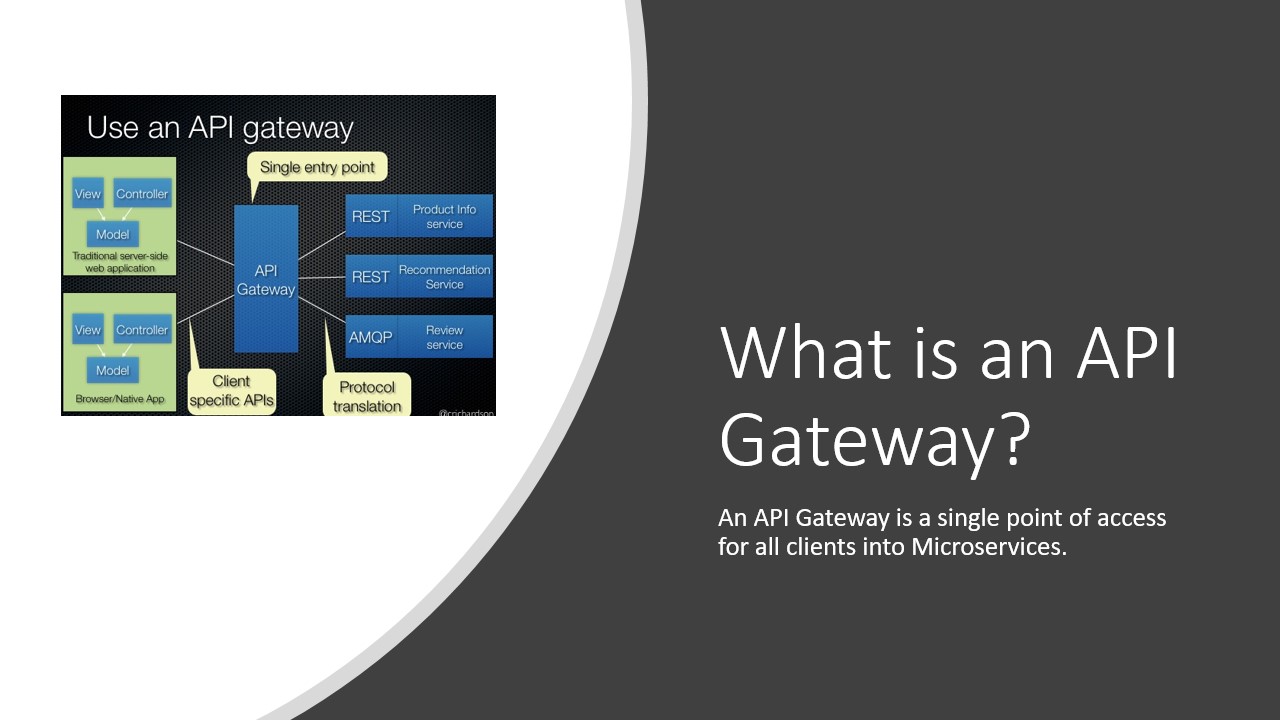 Use an API gateway
Single entry point
View
Controller
Model
Traditional server-side
web application
View
Controller
Model
Browser/Native App
API
Gateway
REST
Product Info
service
REST
Recommendation
Service
AMQP
Review
service
Client
specific APIs
Protocol
translation
@crichardson
What is an API
Gateway?
An API Gateway is a single point of access
for all clients into Microservices.